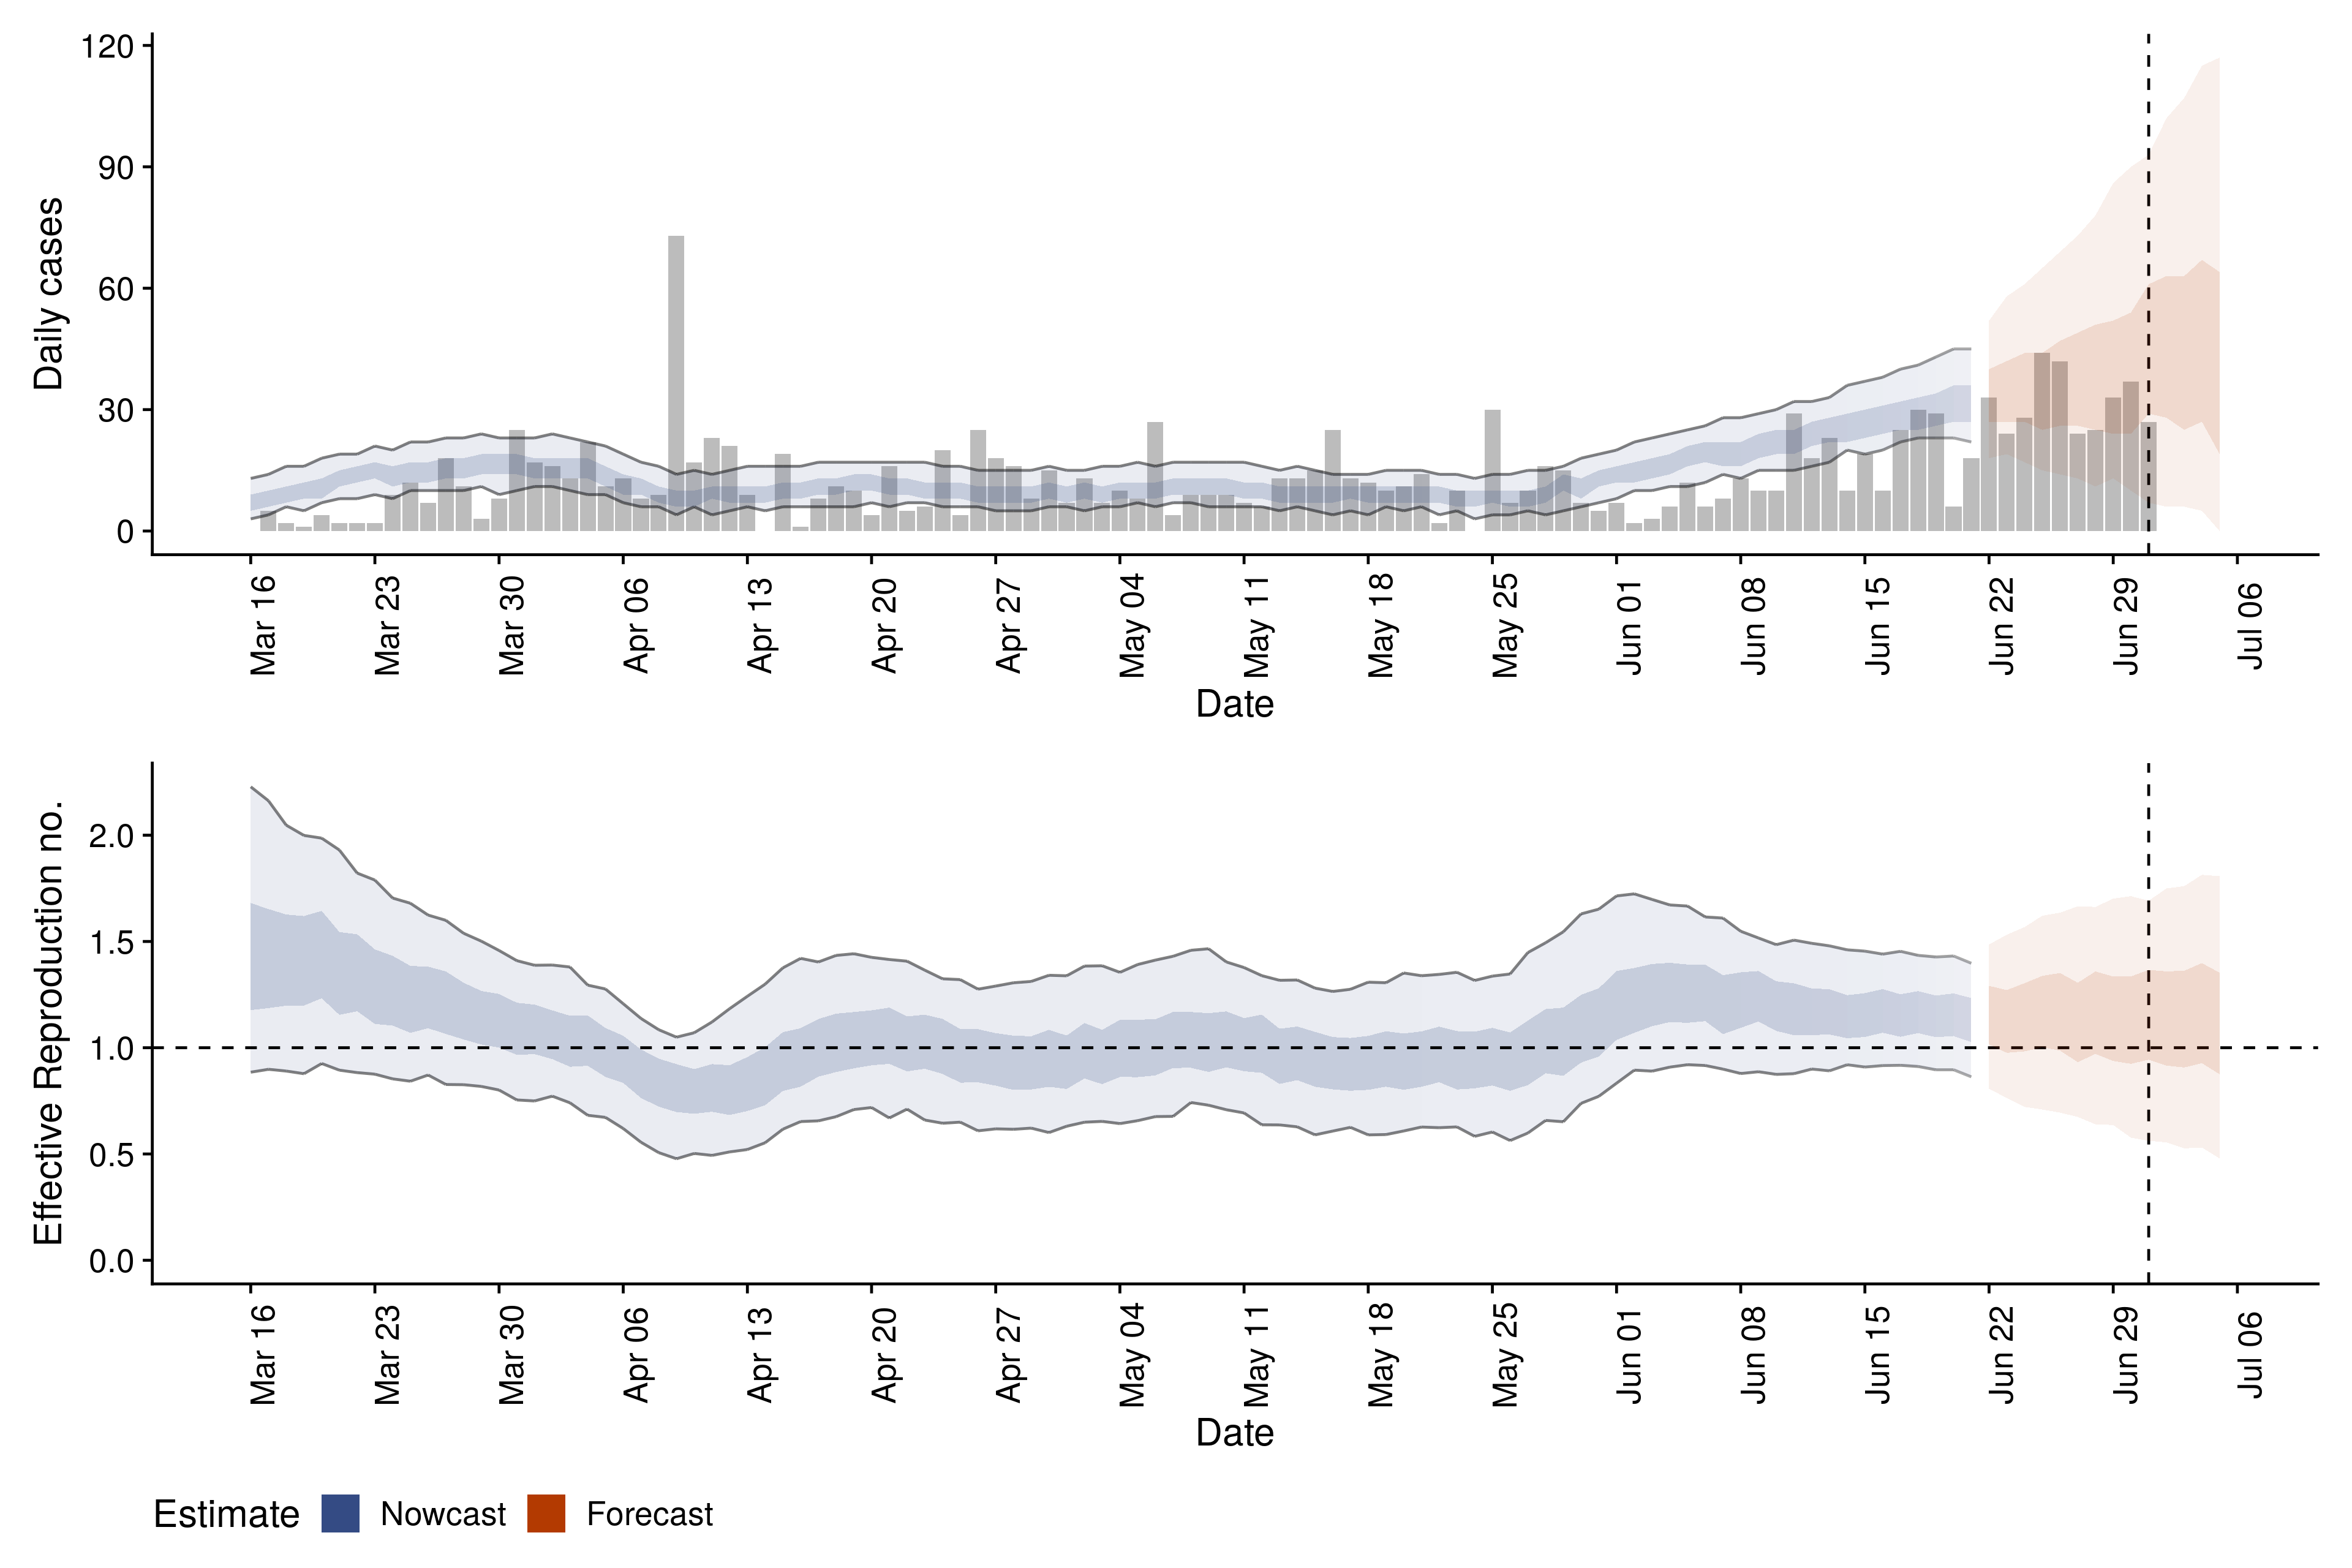 120
90
60
30
0
Daily cases
Mar 16 Mar 23 Mar 30 Apr 06 Apr 13 Apr 20 Apr 27 May 04 May 11 May 18 May 25 Jun 01 Jun 08 Jun 15 Jun 22 Jun 29 Jul 06
Date
2.0
1.5
1.0
0.5
0.0
Effective Reproduction no.
Mar 16 Mar 23 Mar 30 Apr 06 Apr 13 Apr 20 Apr 27 May 04 May 11 May 18 May 25 Jun 01 Jun 08 Jun 15 Jun 22 Jun 29 Jul 06
Date
Estimate Nowcast Forecast